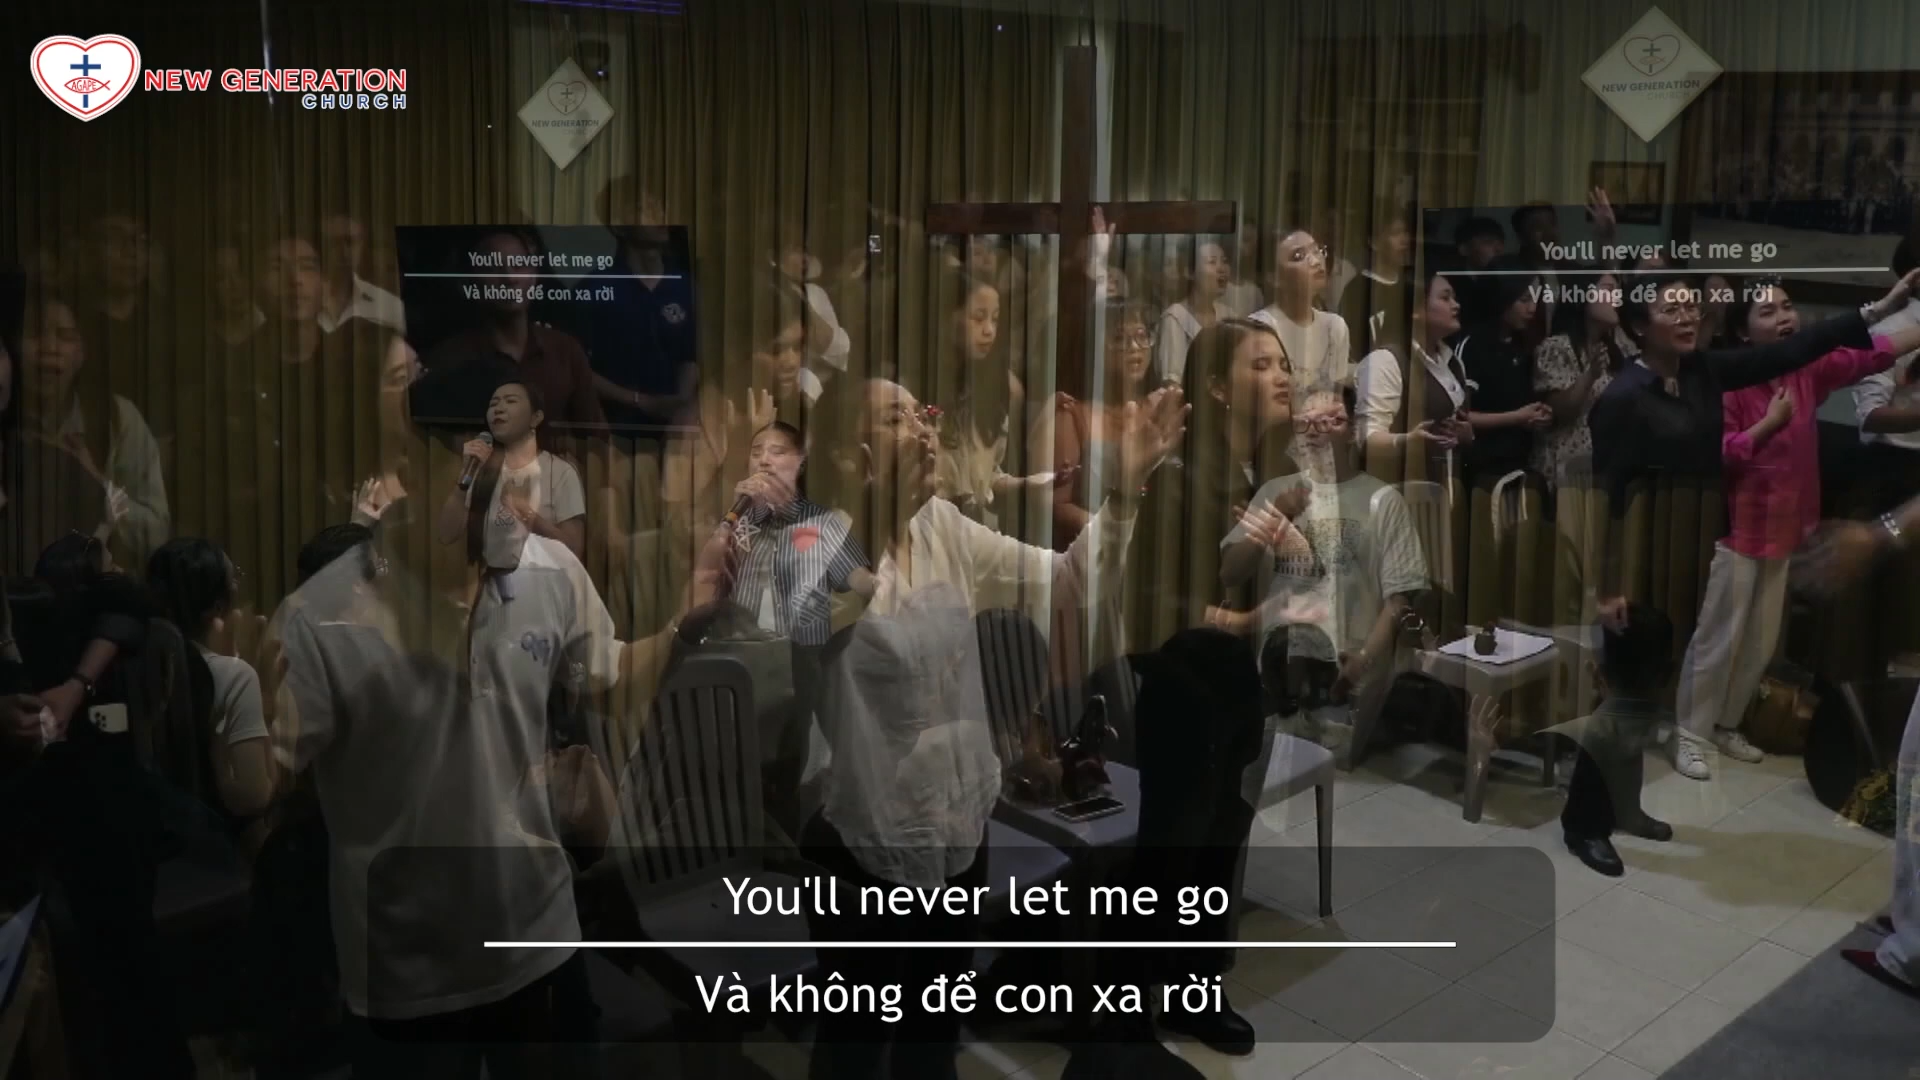 AGAPE
NEW GENERATION
CHURCH
NEW GENERATION
CHURCH
NEW GENERATION
CHURCH
You'll never let me go
Và không để con xa rời
You'll never let me go
Và không để con xa rời
You'll never let me go
Và không để con xa rời